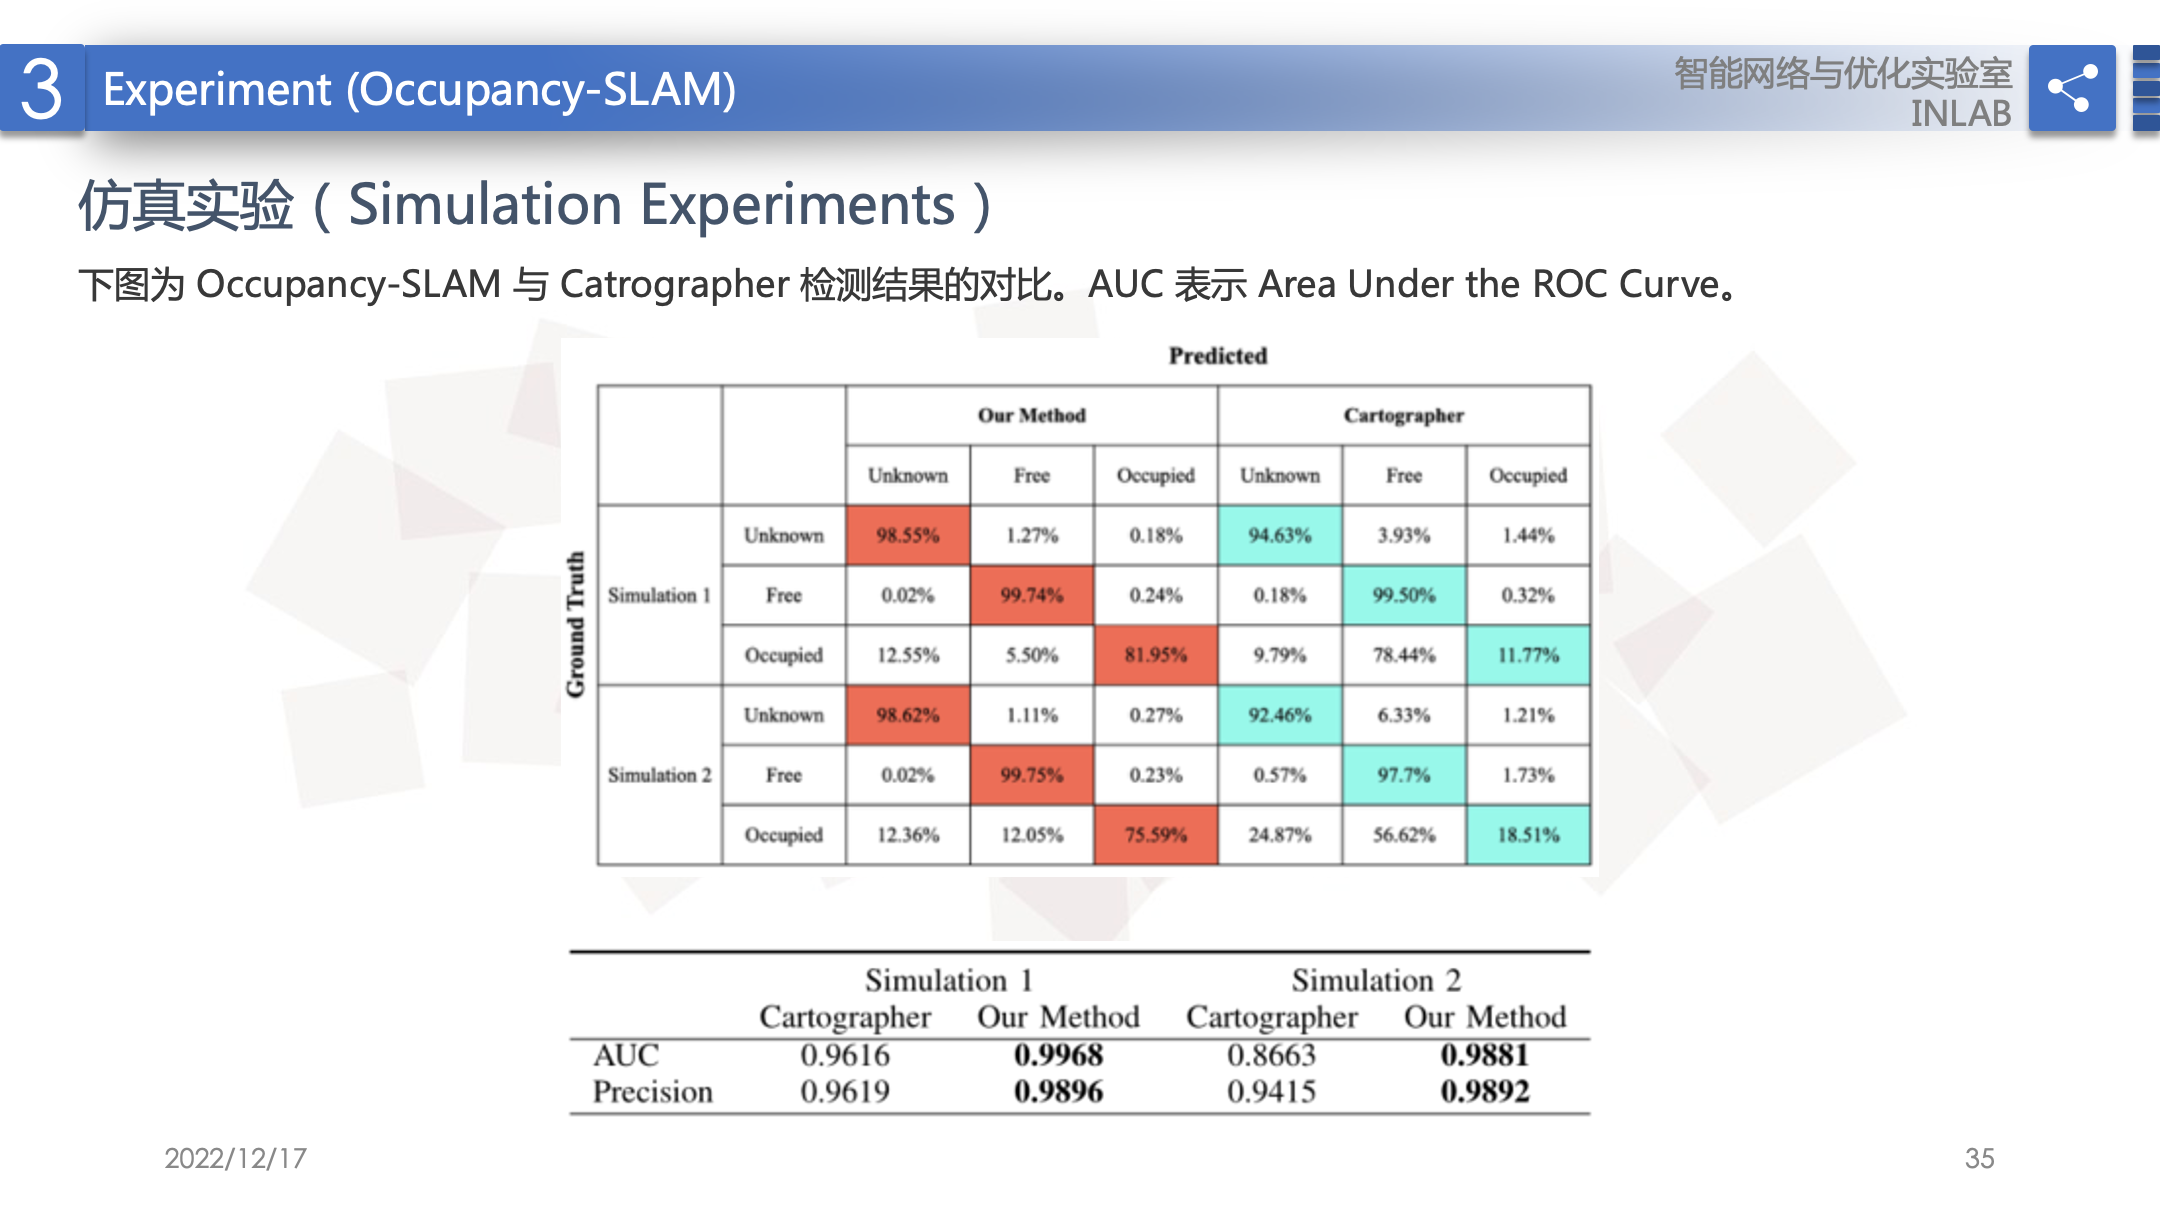 3 Experiment (Occupancy-SLAM)
智能网络与优化实验室
INLAB
仿真实验（Simulation Experiments）
下图为 Occupancy-SLAM 与 Catrographer 检测结果的对比。AUC 表示 Area Under the ROC Curve。
Predicted
Our Method Cartographer
Unknown Free Occupied Unknown Free Occupied
Ground Truth
Simulation 1
Unknown 98.55% 1.27% 0.18% 94.63% 3.93% 1.44%
Free 0.02% 99.74% 0.24% 0.18% 99.50% 0.32%
Occupied 12.55% 5.50% 81.95% 9.79% 78.44% 11.77%
Simulation 2
Unknown 98.62% 1.11% 0.27% 92.46% 6.33% 1.21%
Free 0.02% 99.75% 0.23% 0.57% 97.7% 1.73%
Occupied 12.36% 12.05% 75.59% 24.87% 56.62% 18.51%
Simulation 1 Simulation 2
Cartographer Our Method Cartographer Our Method
AUC 0.9616 0.9968 0.8663 0.9881
Precision 0.9619 0.9896 0.9415 0.9892
2022/12/17
35